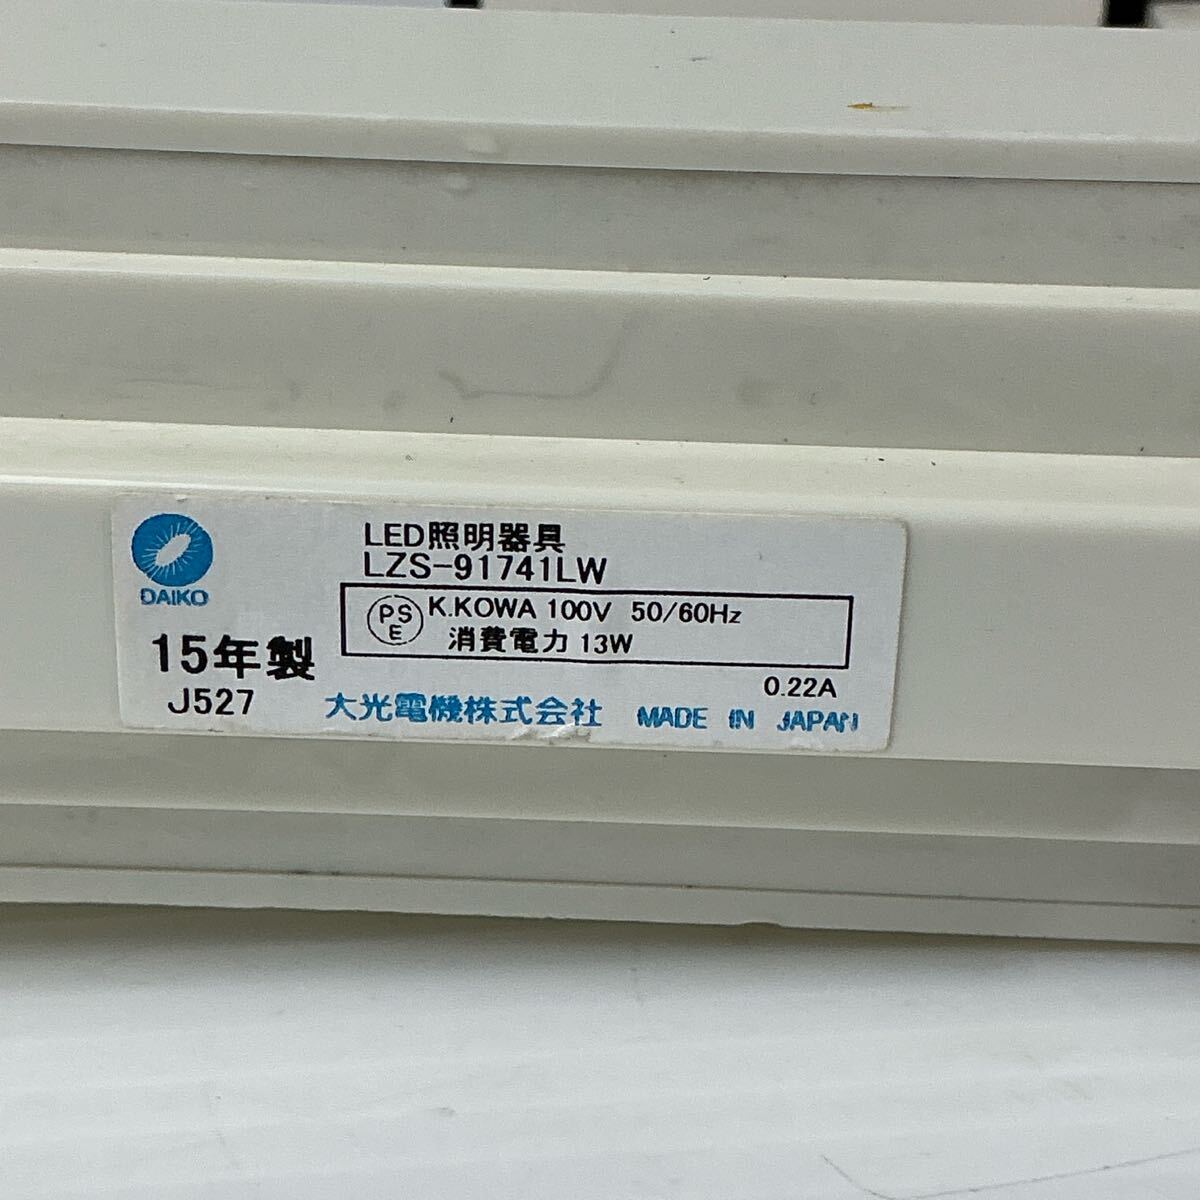 DAIKO
LED照明器具
LZS-91741LW
PS
E
K.KOWA 100V 50/60Hz
消費電力 13W
15年製
J527
0.22A
大光電機株式会社 MADE IN JAPAN